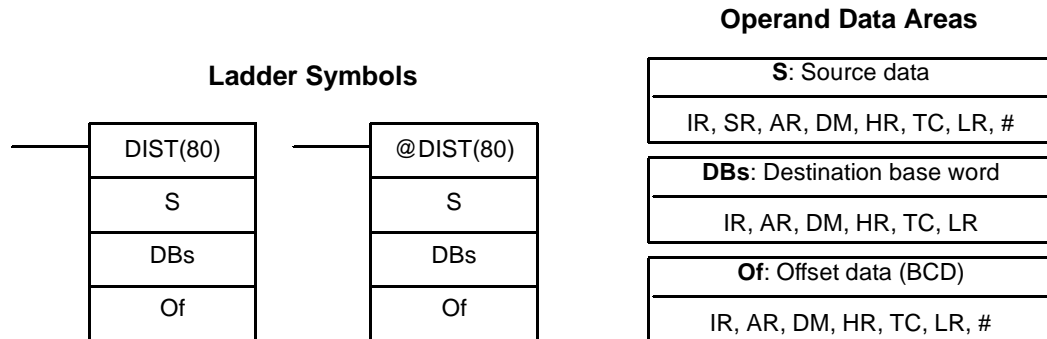 Operand Data Areas
Ladder Symbols
S: Source data
IR, SR, AR, DM, HR, TC, LR, #
DBs: Destination base word
IR, AR, DM, HR, TC, LR
Of: Offset data (BCD)
IR, AR, DM, HR, TC, LR, #
DIST(80)
S
DBs
Of
@DIST(80)
S
DBs
Of